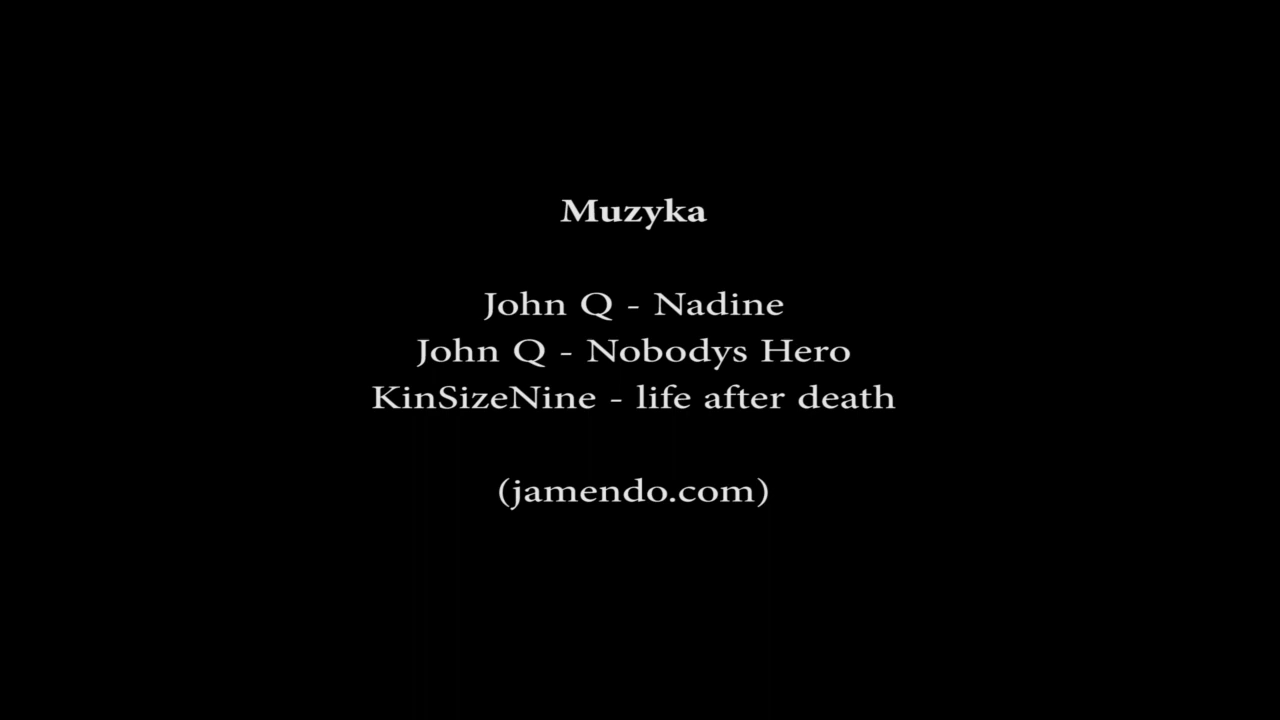 Muzyka
John Q - Nadine
John Q - Nobodys Hero
KinSizeNine - life after death
(jamendo.com)